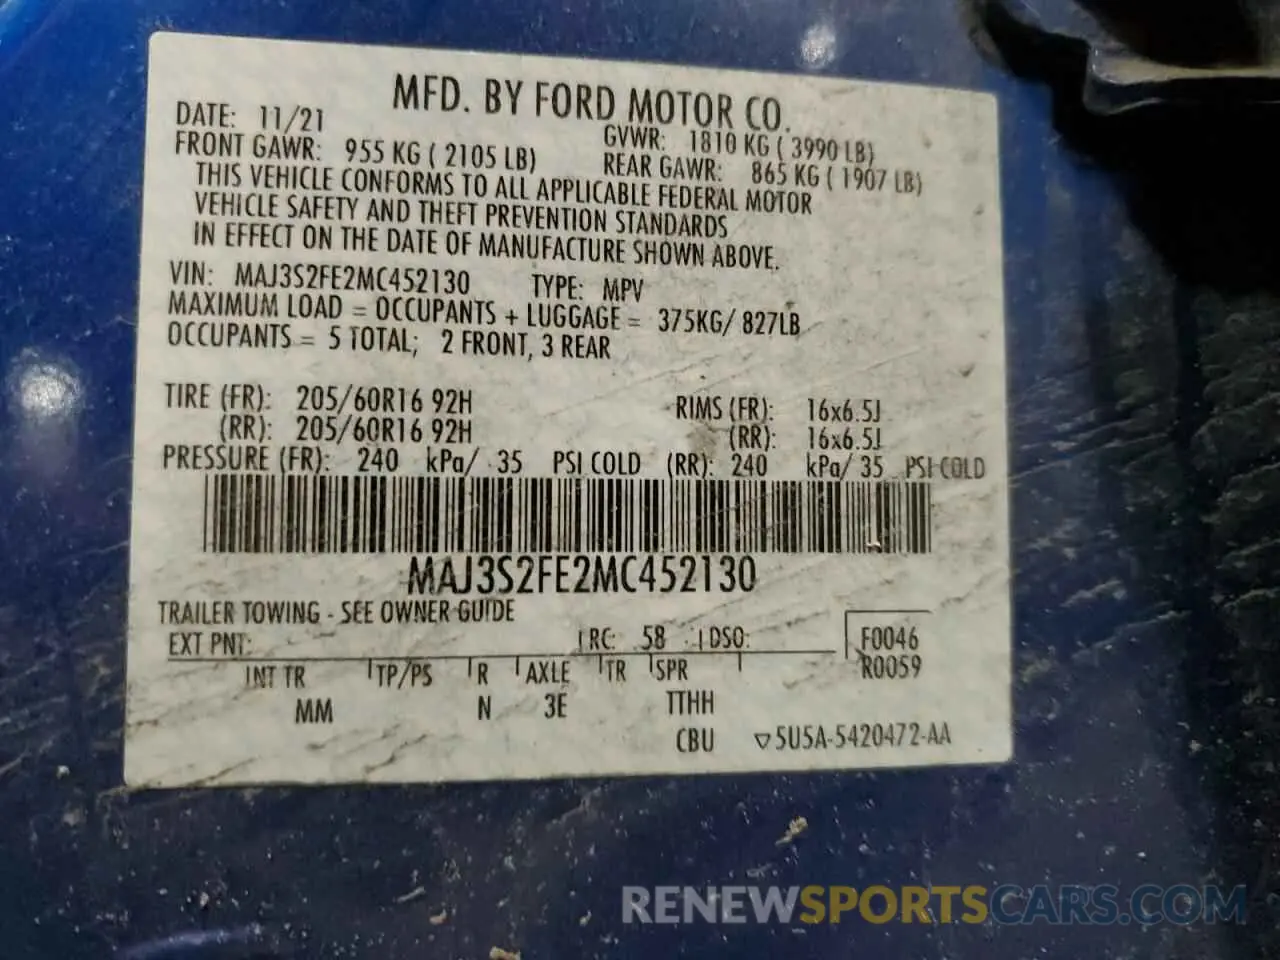 MFD. BY FORD MOTOR CO.
DATE: 11/21 GVWR: 1810 KG ( 3990 LB)
FRONT GAWR: 955 KG ( 2105 LB) REAR GAWR: 865 KG ( 1907 LB)
THIS VEHICLE CONFORMS TO ALL APPLICABLE FEDERAL MOTOR
VEHICLE SAFETY AND THEFT PREVENTION STANDARDS
IN EFFECT ON THE DATE OF MANUFACTURE SHOWN ABOVE.
VIN: MAJ3S2FE2MC452130 TYPE: MPV
MAXIMUM LOAD = OCCUPANTS + LUGGAGE = 375KG/ 827LB
OCCUPANTS = 5 TOTAL; 2 FRONT, 3 REAR
TIRE (FR): 205/60R16 92H RIMS (FR): 16x6.5J
(RR): 205/60R16 92H (RR): 16x6.5J
PRESSURE (FR): 240 kPa/ 35 PSI COLD (RR): 240 kPa/ 35 PSI COLD
MAJ3S2FE2MC452130
TRAILER TOWING - SEE OWNER GUIDE
EXT PNT: RC: 58 DSO: F0046
R0059
INT TR TP/PS R AXLE TR SPR
MM N 3E TTHH
CBU ▽5U5A-5420472-AA
RENEWSPORTSCARS.COM